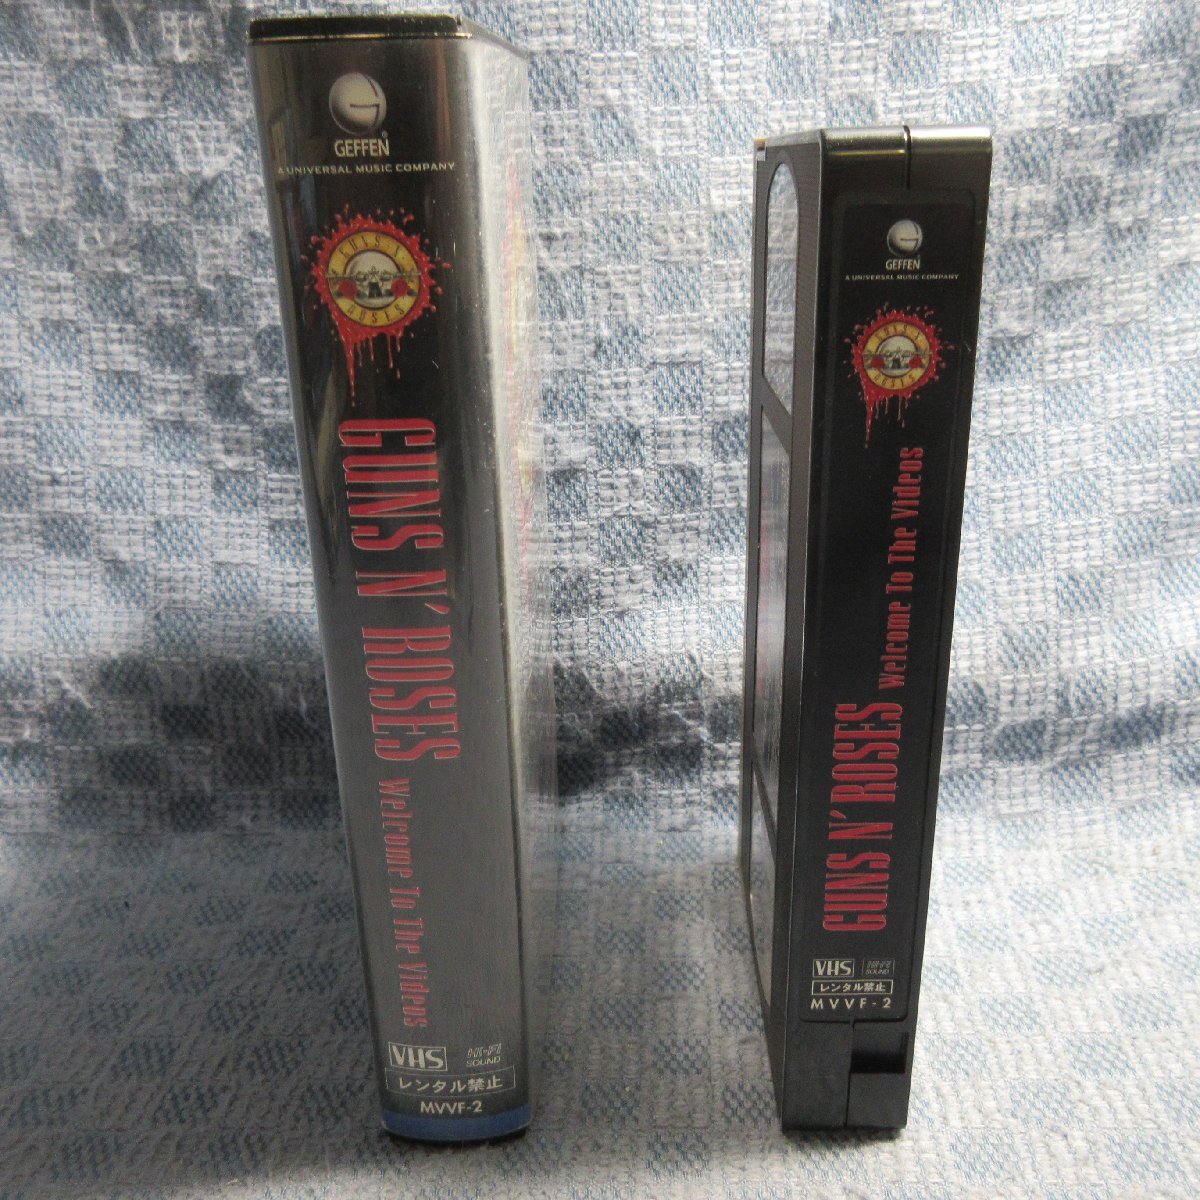 GEFFEN
A UNIVERSAL MUSIC COMPANY
GUNS N'
ROSES
GUNS N' ROSES Welcome To The Videos
VHS HI-FI SOUND
レンタル禁止
MVVF-2
GEFFEN
A UNIVERSAL MUSIC COMPANY
GUNS N'
ROSES
GUNS N' ROSES Welcome To The Videos
VHS HI-FI SOUND
レンタル禁止
MVVF-2